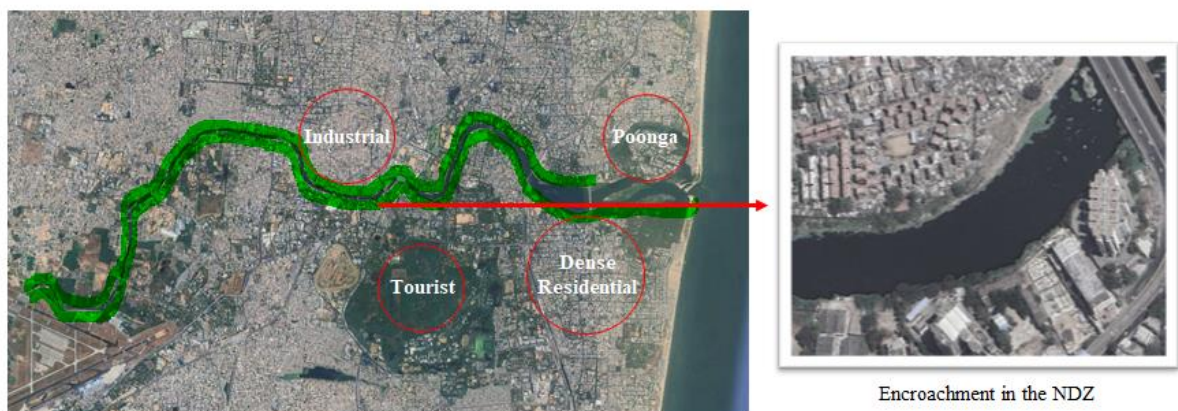 Industrial
Poonga
Dense
Residential
Tourist
Encroachment in the NDZ